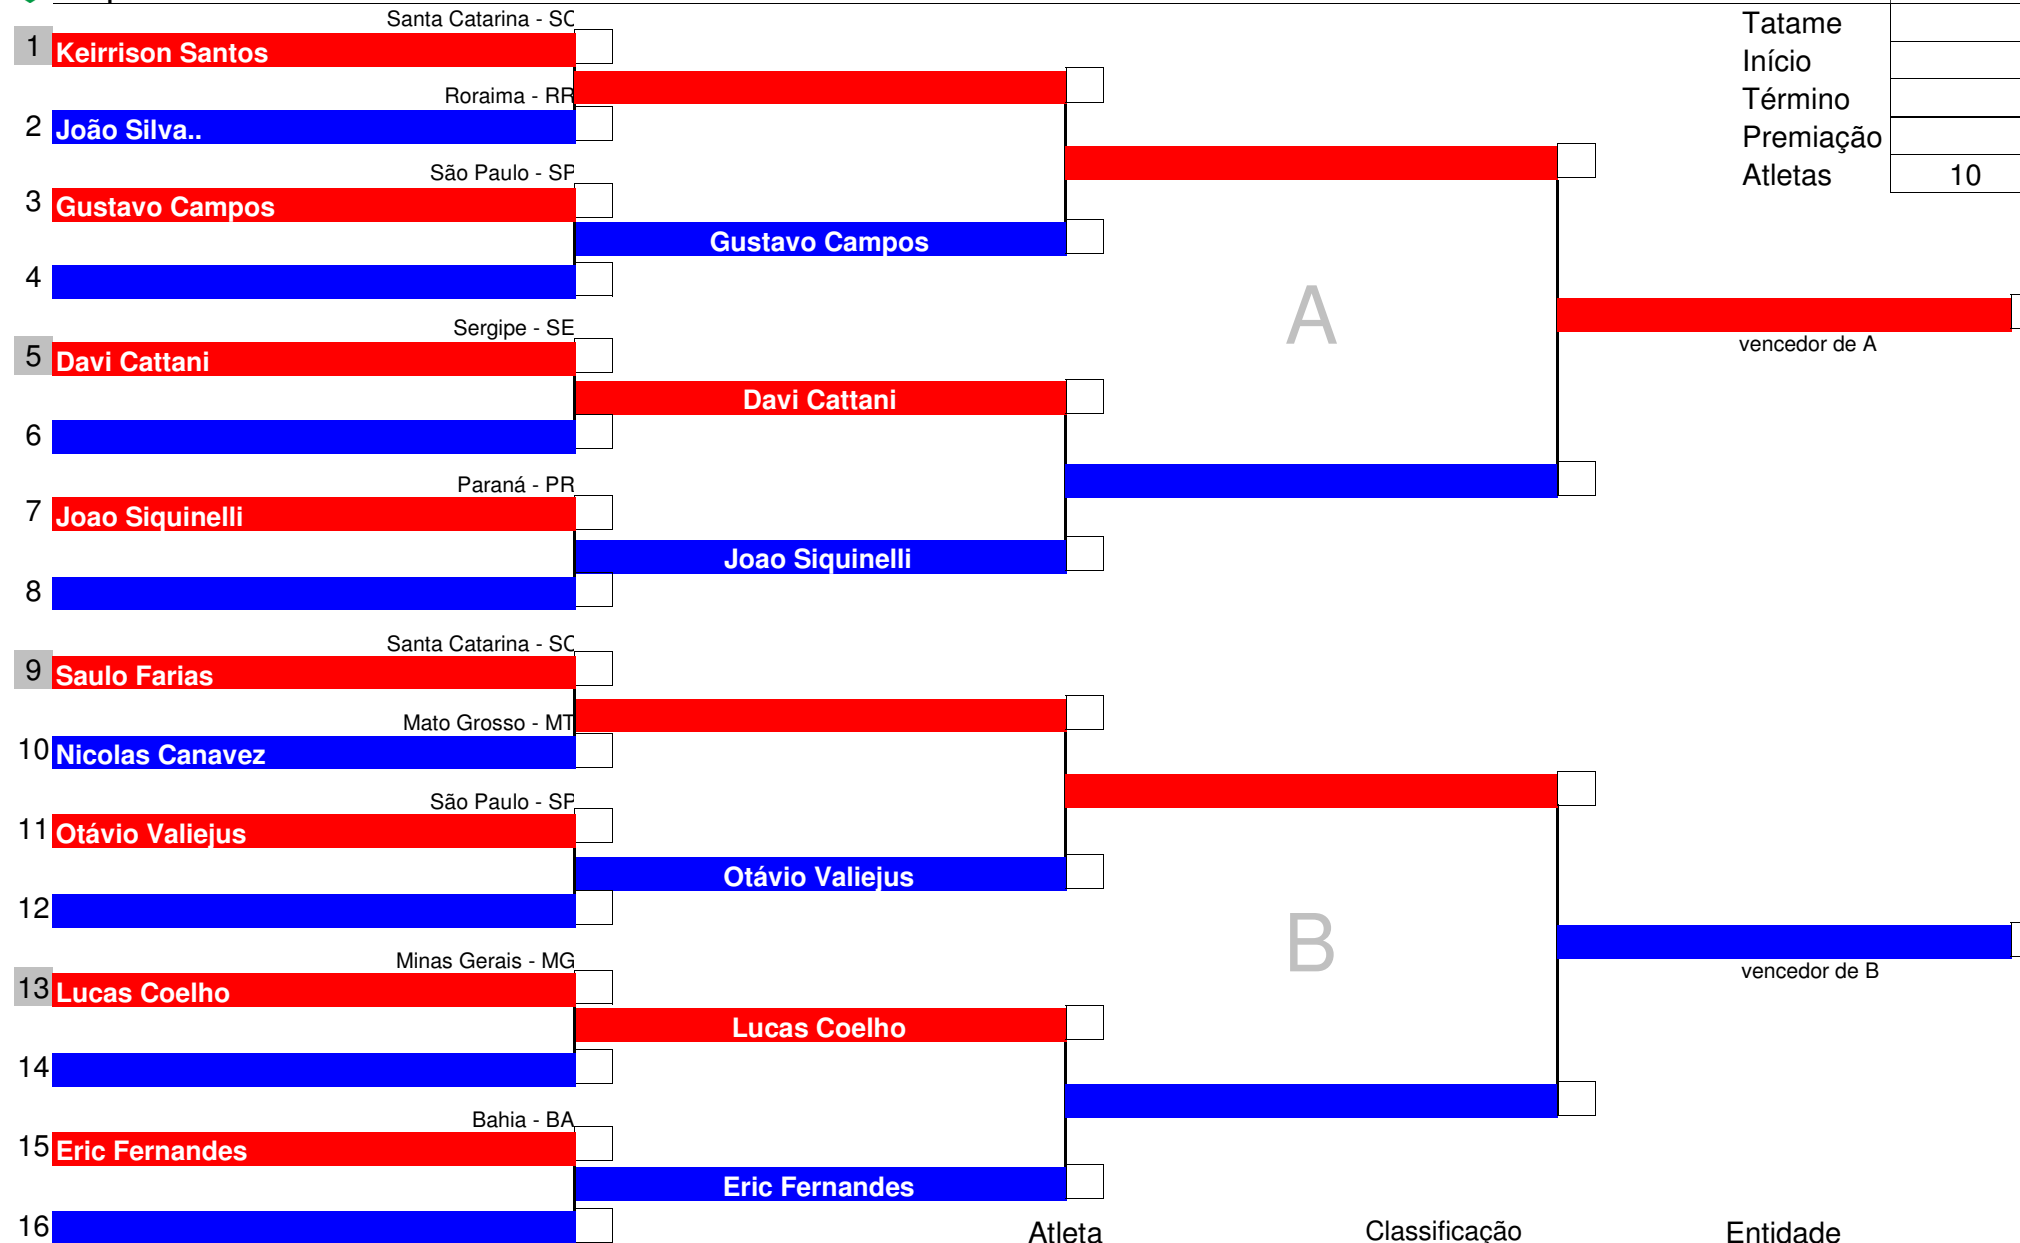 Santa Catarina - SC
Tatame
1 Keirrison Santos
Início
Roraima - RR
Término
2 João Silva..
Premiação
São Paulo - SP
Atletas 10
3 Gustavo Campos
Gustavo Campos
4
A
Sergipe - SE
vencedor de A
5 Davi Cattani
Davi Cattani
6
Paraná - PR
7 Joao Siquinelli
Joao Siquinelli
8
Santa Catarina - SC
9 Saulo Farias
Mato Grosso - MT
10 Nicolas Canavez
São Paulo - SP
11 Otávio Valiejus
Otávio Valiejus
12
B
Minas Gerais - MG
vencedor de B
13 Lucas Coelho
Lucas Coelho
14
Bahia - BA
15 Eric Fernandes
Eric Fernandes
16
Atleta Classificação Entidade